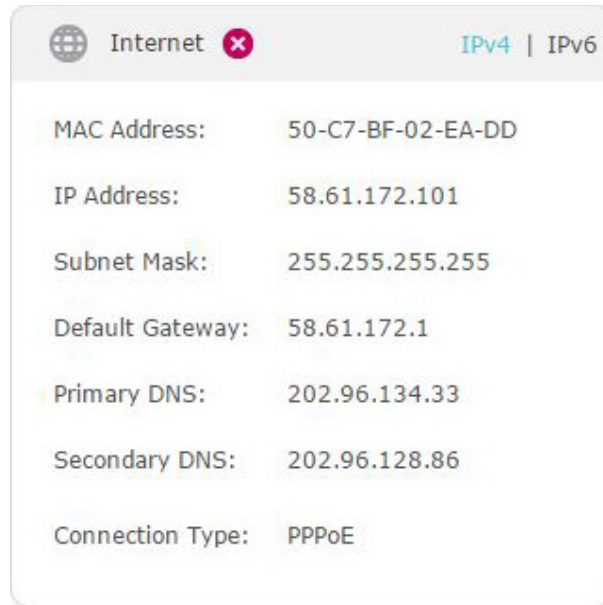 Internet IPv4 | IPv6
MAC Address: 50-C7-BF-02-EA-DD
IP Address: 58.61.172.101
Subnet Mask: 255.255.255.255
Default Gateway: 58.61.172.1
Primary DNS: 202.96.134.33
Secondary DNS: 202.96.128.86
Connection Type: PPPoE